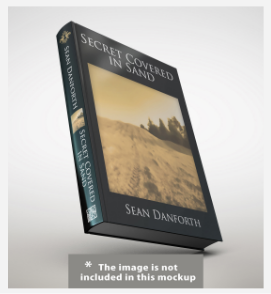 SECRET COVERED
IN SAND
SEAN DANFORTH
SEAN DANFORTH
SECRET COVERED
IN SAND
* The image is not
included in this mockup